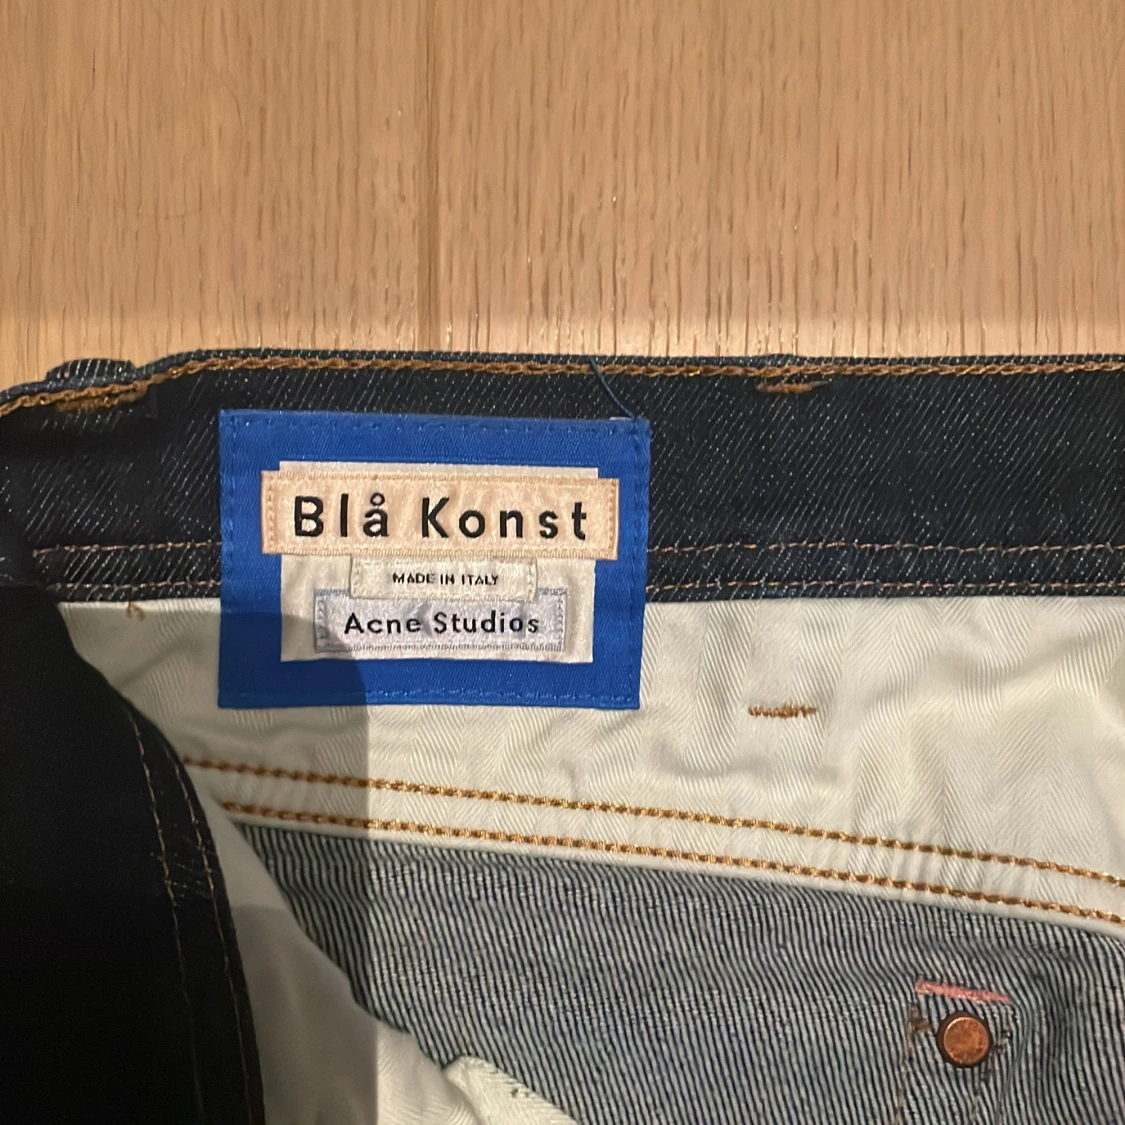 Blå Konst
MADE IN ITALY
Acne Studios